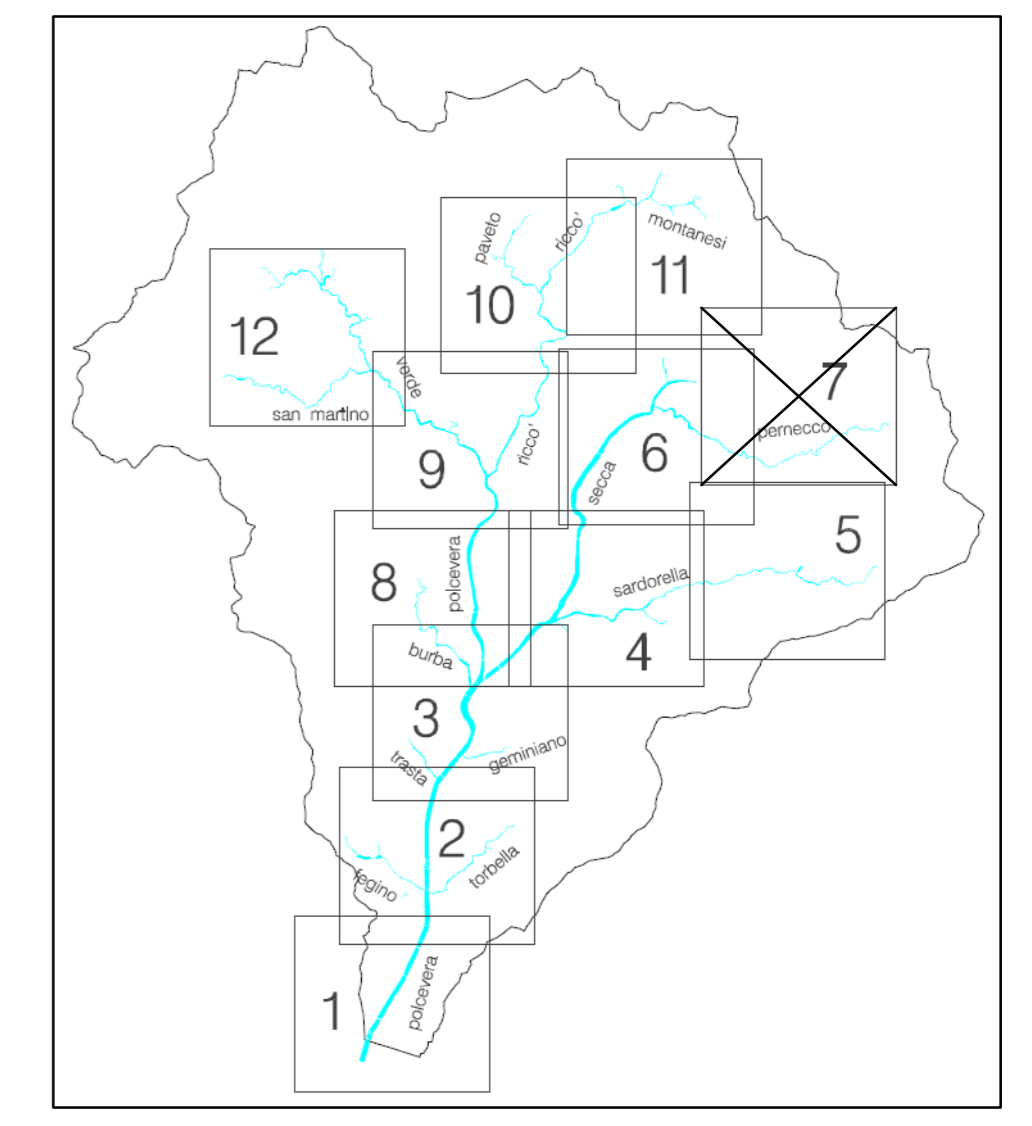 montanesi
paveto
ricco'
11
10
12
7
verde
san martino
pernecco
ricco'
6
9
secca
5
polcevera
8
sardorella
burba
4
3
geminiano
trasta
2
torbella
fegino
polcevera
1